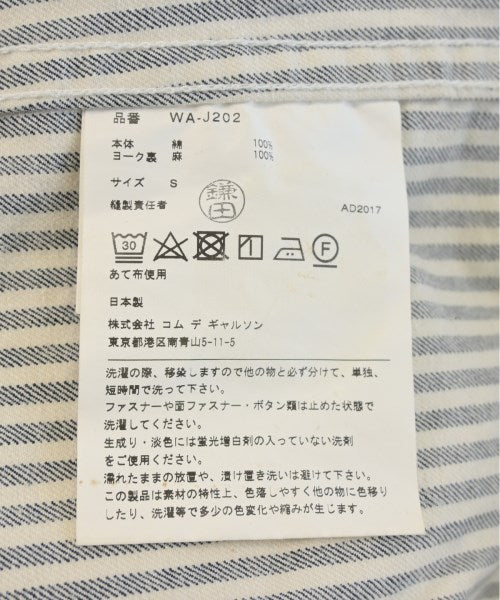 品番 WA-J202
本体 綿 100%
ヨーク裏 麻 100%
サイズ S
縫製責任者 鎌田 AD2017
30 F
あて布使用
日本製
株式会社 コム デ ギャルソン
東京都港区南青山5-11-5
洗濯の際、移染しますので他の物と必ず分けて、単独、
短時間で洗って下さい。
ファスナーや面ファスナー・ボタン類は止めた状態で
洗濯してください。
生成り・淡色には蛍光増白剤の入っていない洗剤
をご使用ください。
濡れたままの放置や、漬け置き洗いは避けて下さい。
この製品は素材の特性上、色落しやすく他の物に色移り
したり、洗濯等で多少の色変化や縮みが生じます。